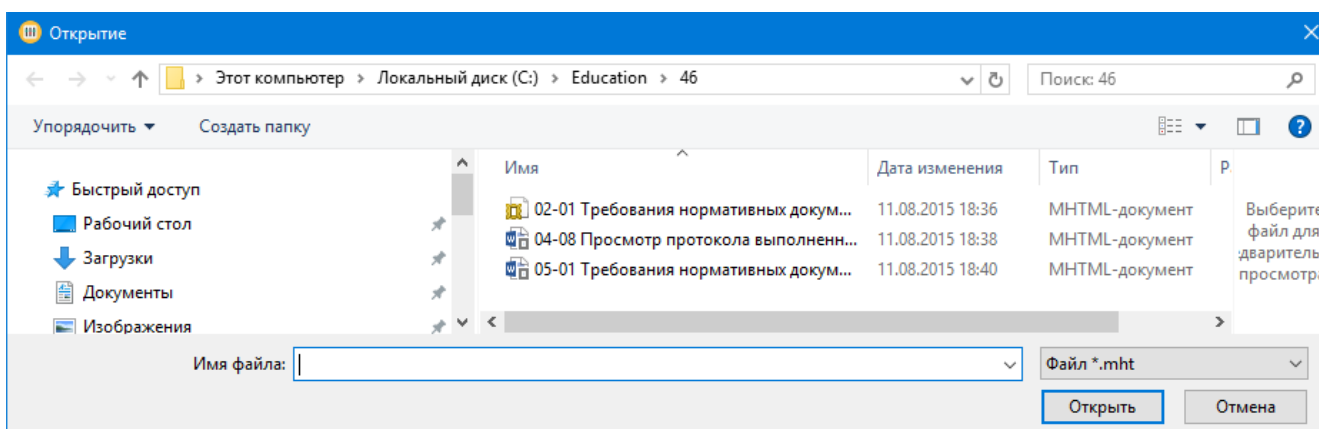 Открытие
Этот компьютер > Локальный диск (C:) > Education > 46
Поиск: 46
Упорядочить
Создать папку
Имя Дата изменения Тип Р
Быстрый доступ
Рабочий стол
Загрузки
Документы
Изображения
02-01 Требования нормативных докум... 11.08.2015 18:36 MHTML-документ
04-08 Просмотр протокола выполненн... 11.08.2015 18:38 MHTML-документ
05-01 Требования нормативных докум... 11.08.2015 18:40 MHTML-документ
Выберите
файл для
дваритель
просмотра
Имя файла:
Файл *.mht
Открыть Отмена